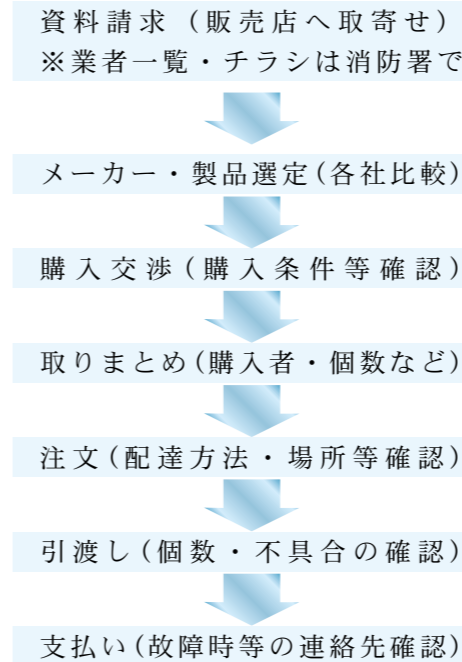 資料請求（販売店へ取寄せ）
※業者一覧・チラシは消防署で
メーカー・製品選定(各社比較)
購入交渉(購入条件等確認)
取りまとめ(購入者・個数など)
注文(配達方法・場所等確認)
引渡し(個数・不具合の確認)
支払い(故障時等の連絡先確認)